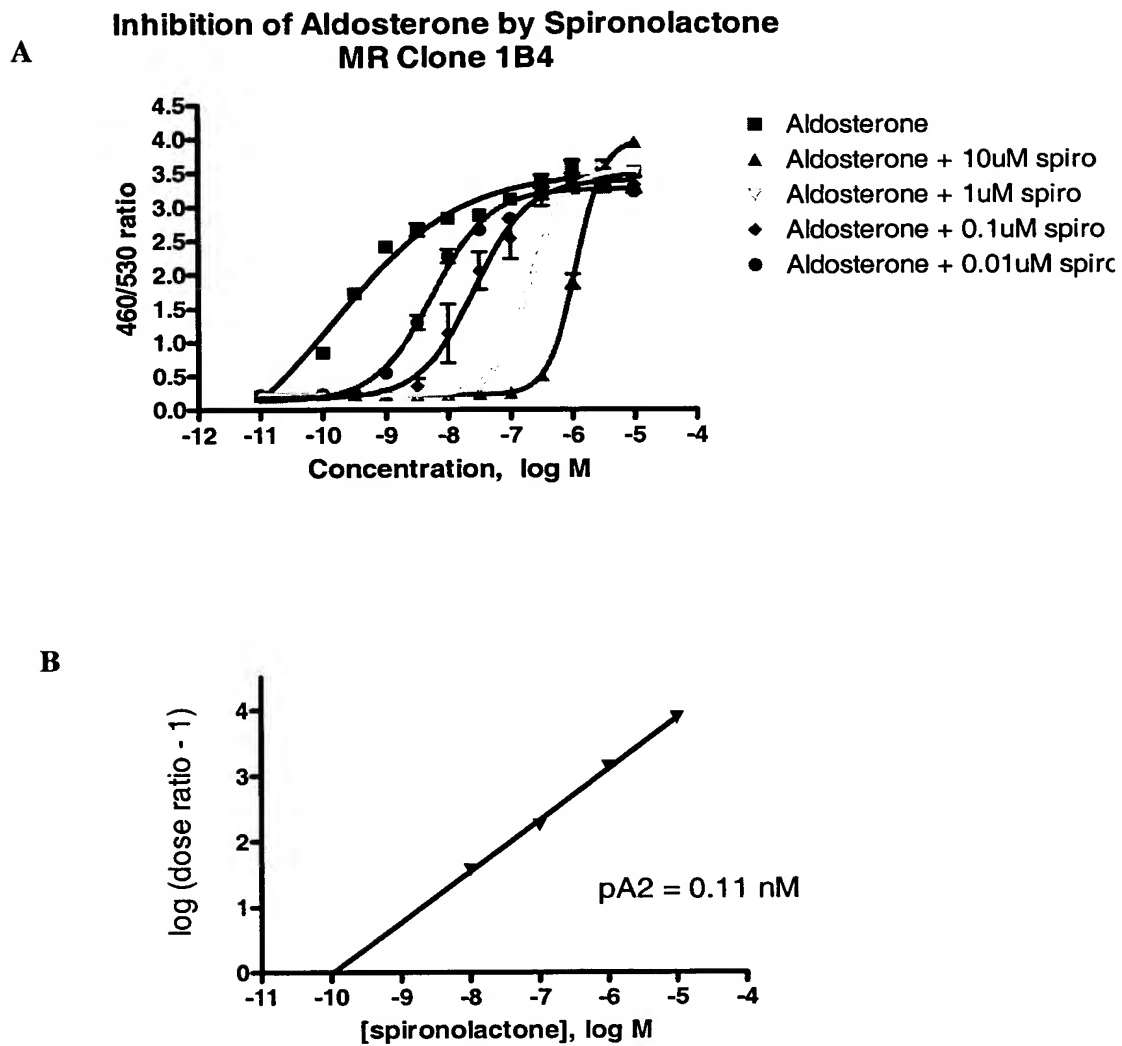 Inhibition of Aldosterone by Spironolactone
MR Clone 1B4
A
4.5
4.0
3.5
3.0
2.5
2.0
1.5
1.0
0.5
0.0
460/530 ratio
-12 -11 -10 -9 -8 -7 -6 -5 -4
Concentration, log M
Aldosterone
Aldosterone + 10uM spiro
Aldosterone + 1uM spiro
Aldosterone + 0.1uM spiro
Aldosterone + 0.01uM spirc
B
4
3
2
1
0
log (dose ratio - 1)
pA2 = 0.11 nM
-11 -10 -9 -8 -7 -6 -5 -4
[spironolactone], log M